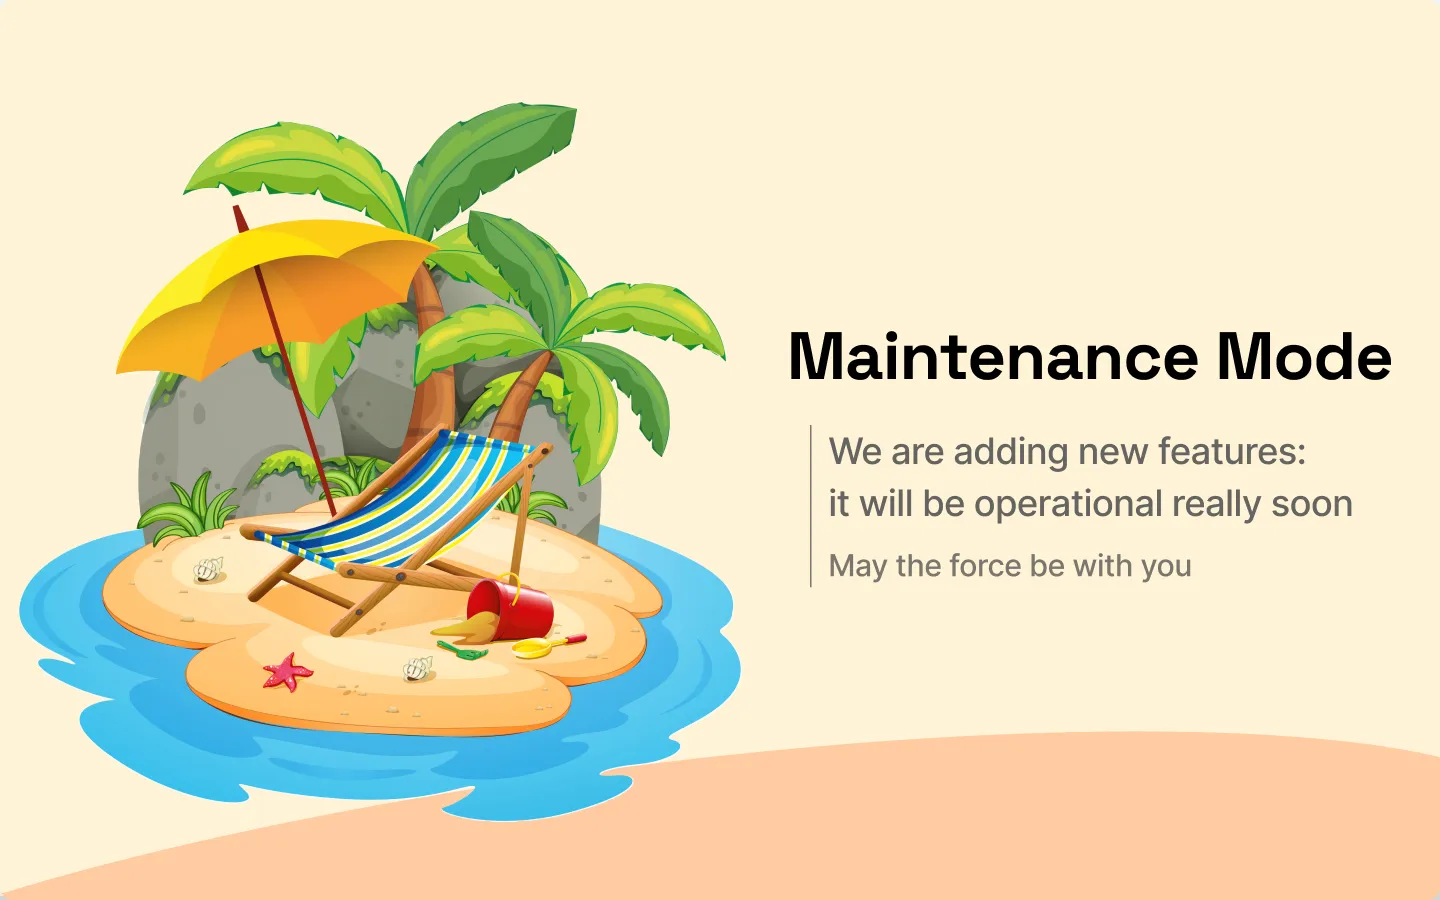 Maintenance Mode
We are adding new features:
it will be operational really soon
May the force be with you